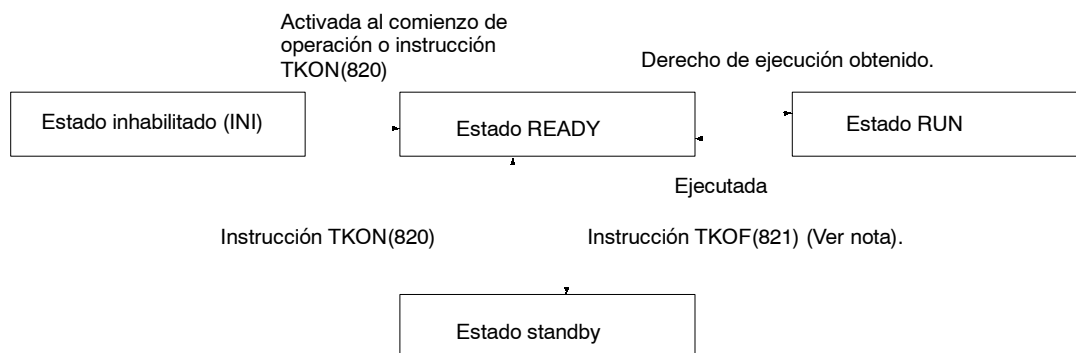 Activada al comienzo de
operación o instrucción
TKON(820)
Derecho de ejecución obtenido.
Estado inhabilitado (INI)
Estado READY
Estado RUN
Ejecutada
Instrucción TKON(820)
Instrucción TKOF(821) (Ver nota).
Estado standby